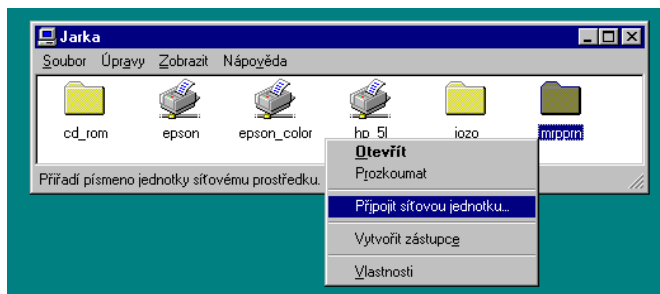 Jarka
Soubor Úpravy Zobrazit Nápověda
cd_rom epson epson_color hp_5l iozo mrpprn
Otevřít
Prozkoumat
Přiřadí písmeno jednotky síťovému prostředku.
Připojit síťovou jednotku...
Vytvořit zástupce
Vlastnosti